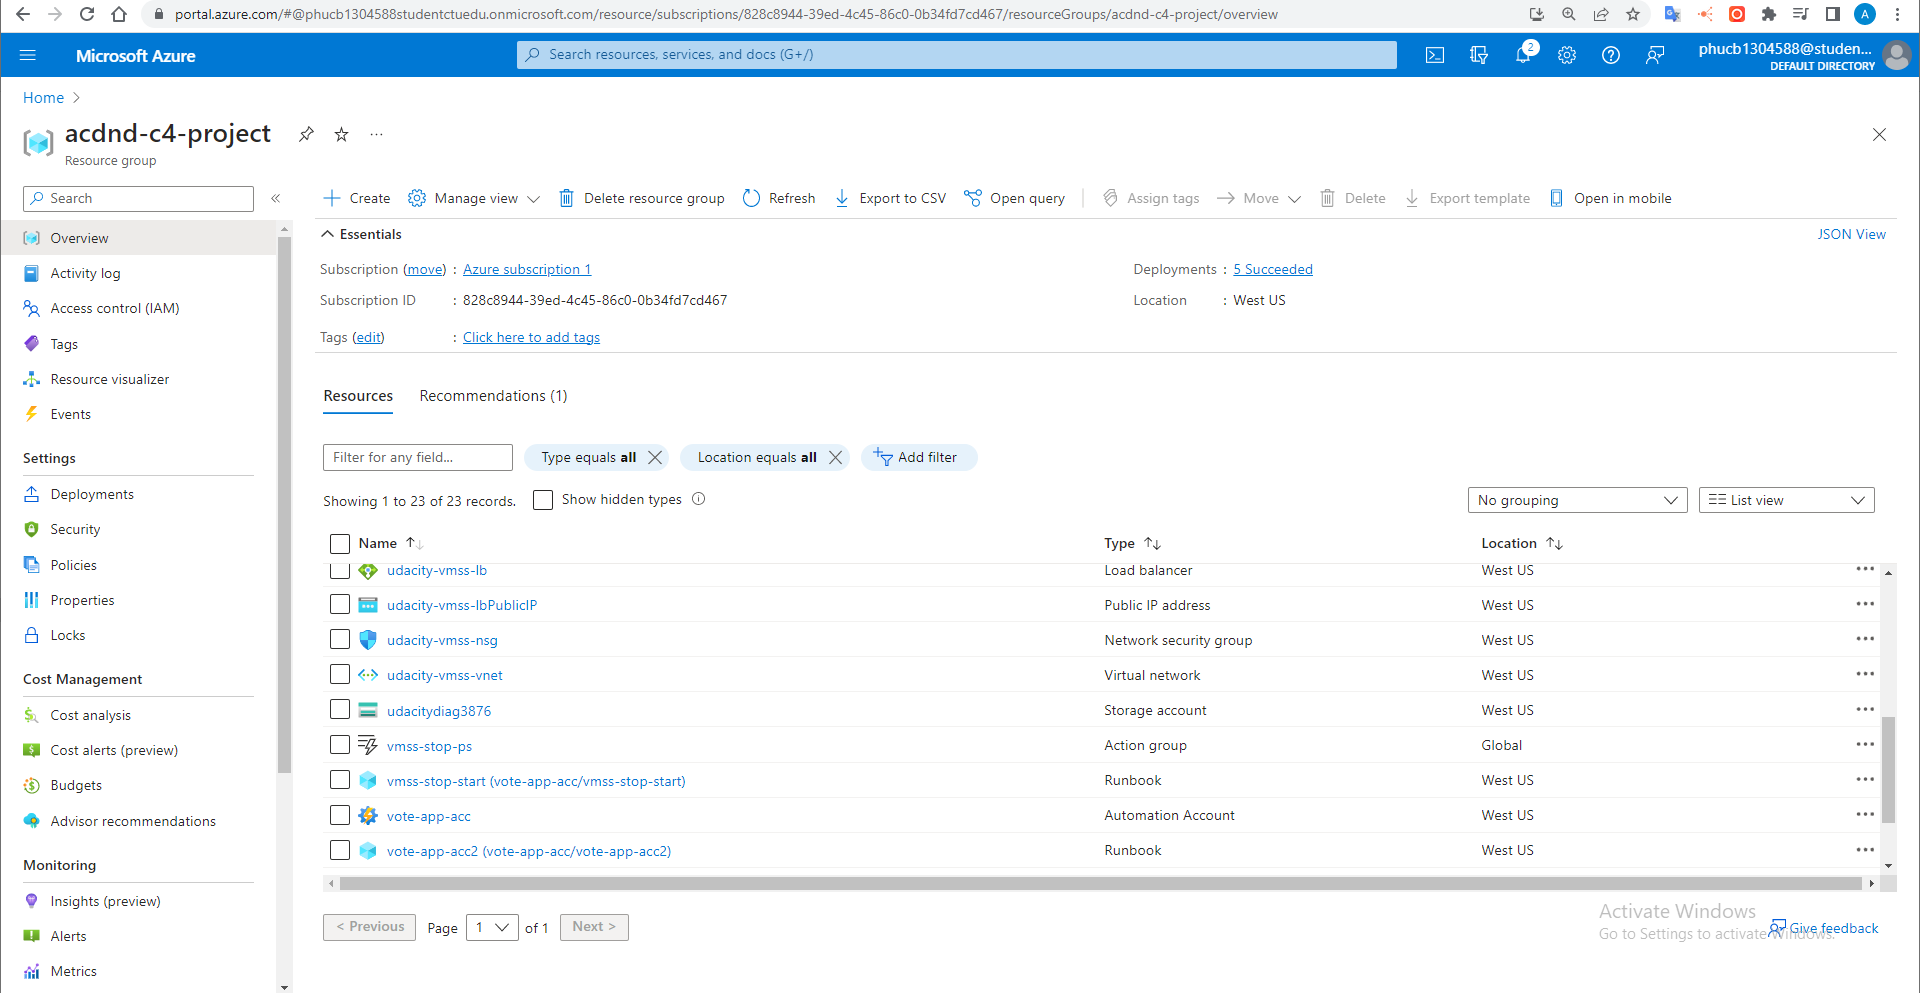 portal.azure.com/#@phucb1304588studentctuedu.onmicrosoft.com/resource/subscriptions/828c8944-39ed-4c45-86c0-0b34fd7cd467/resourceGroups/acdnd-c4-project/overview
A
Microsoft Azure
Search resources, services, and docs (G+/)
2
phucb1304588@studen...
DEFAULT DIRECTORY
Home
acdnd-c4-project
Resource group
Search
Overview
Activity log
Access control (IAM)
Tags
Resource visualizer
Events
Settings
Deployments
Security
Policies
Properties
Locks
Cost Management
Cost analysis
Cost alerts (preview)
Budgets
Advisor recommendations
Monitoring
Insights (preview)
Alerts
Metrics
Create Manage view Delete resource group Refresh Export to CSV Open query Assign tags Move Delete Export template Open in mobile
Essentials JSON View
Subscription (move) : Azure subscription 1 Deployments : 5 Succeeded
Subscription ID : 828c8944-39ed-4c45-86c0-0b34fd7cd467 Location : West US
Tags (edit) : Click here to add tags
Resources Recommendations (1)
Filter for any field... Type equals all Location equals all Add filter
Showing 1 to 23 of 23 records. Show hidden types No grouping List view
Name Type Location
udacity-vmss-lb Load balancer West US
udacity-vmss-lbPublicIP Public IP address West US
udacity-vmss-nsg Network security group West US
udacity-vmss-vnet Virtual network West US
udacitydiag3876 Storage account West US
vmss-stop-ps Action group Global
vmss-stop-start (vote-app-acc/vmss-stop-start) Runbook West US
vote-app-acc Automation Account West US
vote-app-acc2 (vote-app-acc/vote-app-acc2) Runbook West US
< Previous Page 1 of 1 Next >
Activate Windows
Go to Settings to activate Windows.
Give feedback